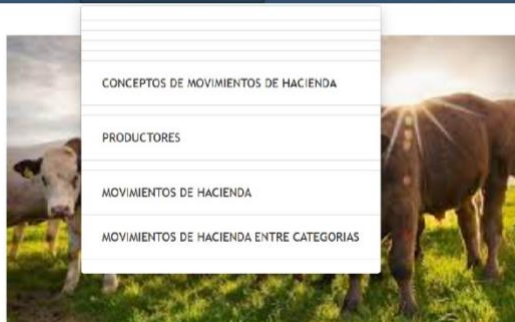 CONCEPTOS DE MOVIMIENTOS DE HACIENDA
PRODUCTORES
MOVIMIENTOS DE HACIENDA
MOVIMIENTOS DE HACIENDA ENTRE CATEGORIAS